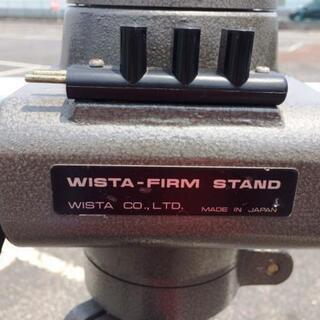 WISTA-FIRM STAND
WISTA CO., LTD. MADE IN JAPAN